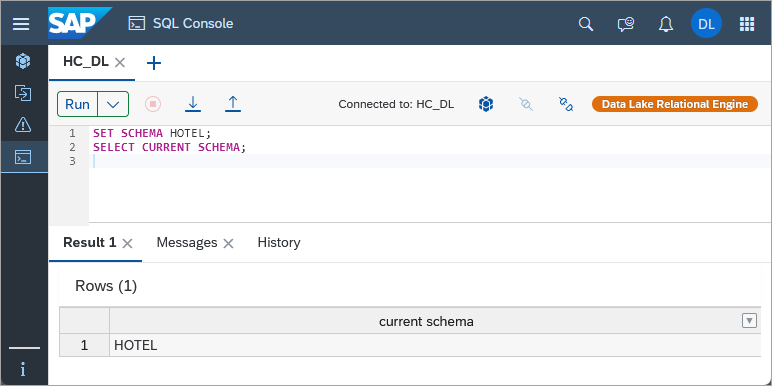 SAP SQL Console DL
HC_DL
Run Connected to: HC_DL Data Lake Relational Engine
1 SET SCHEMA HOTEL;
2 SELECT CURRENT SCHEMA;
3
Result 1 Messages History
Rows (1)
current schema
1 HOTEL